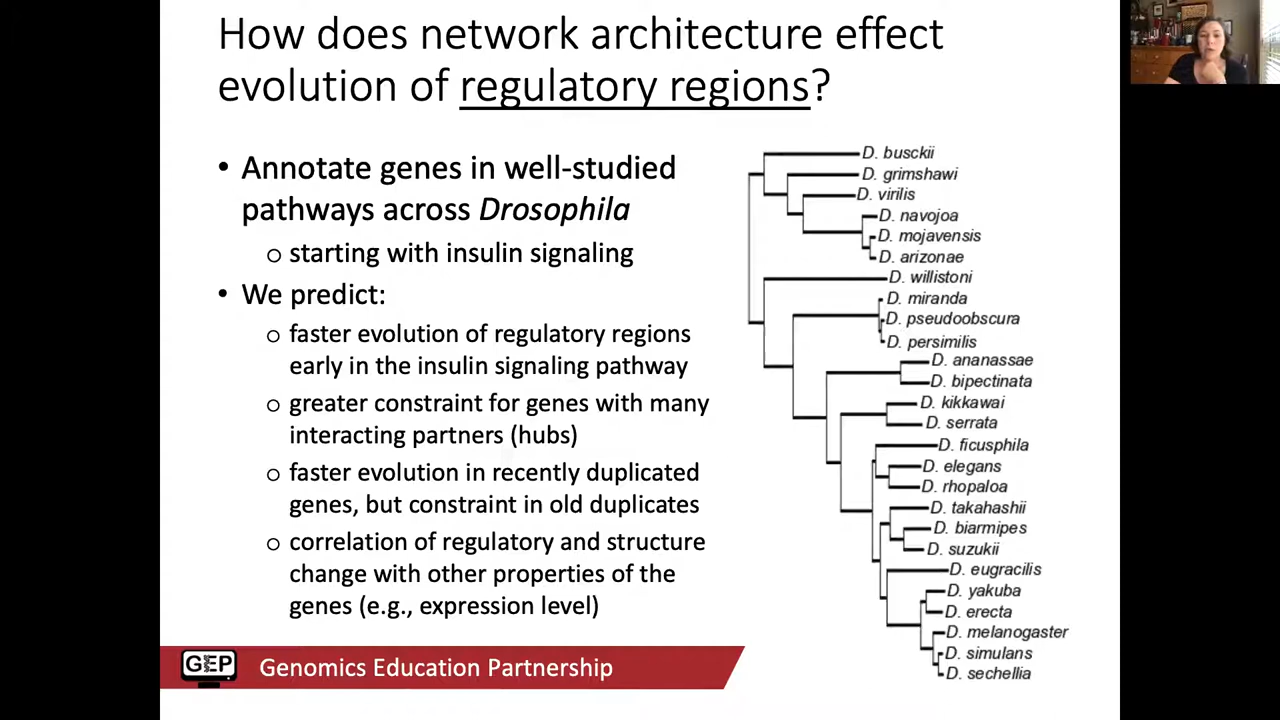 How does network architecture effect
evolution of regulatory regions?
• Annotate genes in well-studied
pathways across Drosophila
o starting with insulin signaling
• We predict:
o faster evolution of regulatory regions
early in the insulin signaling pathway
o greater constraint for genes with many
interacting partners (hubs)
o faster evolution in recently duplicated
genes, but constraint in old duplicates
o correlation of regulatory and structure
change with other properties of the
genes (e.g., expression level)
D. busckii
D. grimshawi
D. virilis
D. navojoa
D. mojavensis
D. arizonae
D. willistoni
D. miranda
D. pseudoobscura
D. persimilis
D. ananassae
D. bipectinata
D. kikkawai
D. serrata
D. ficusphila
D. elegans
D. rhopaloa
D. takahashii
D. biarmipes
D. suzukii
D. eugracilis
D. yakuba
D. erecta
D. melanogaster
D. simulans
D. sechellia
GEP
Genomics Education Partnership